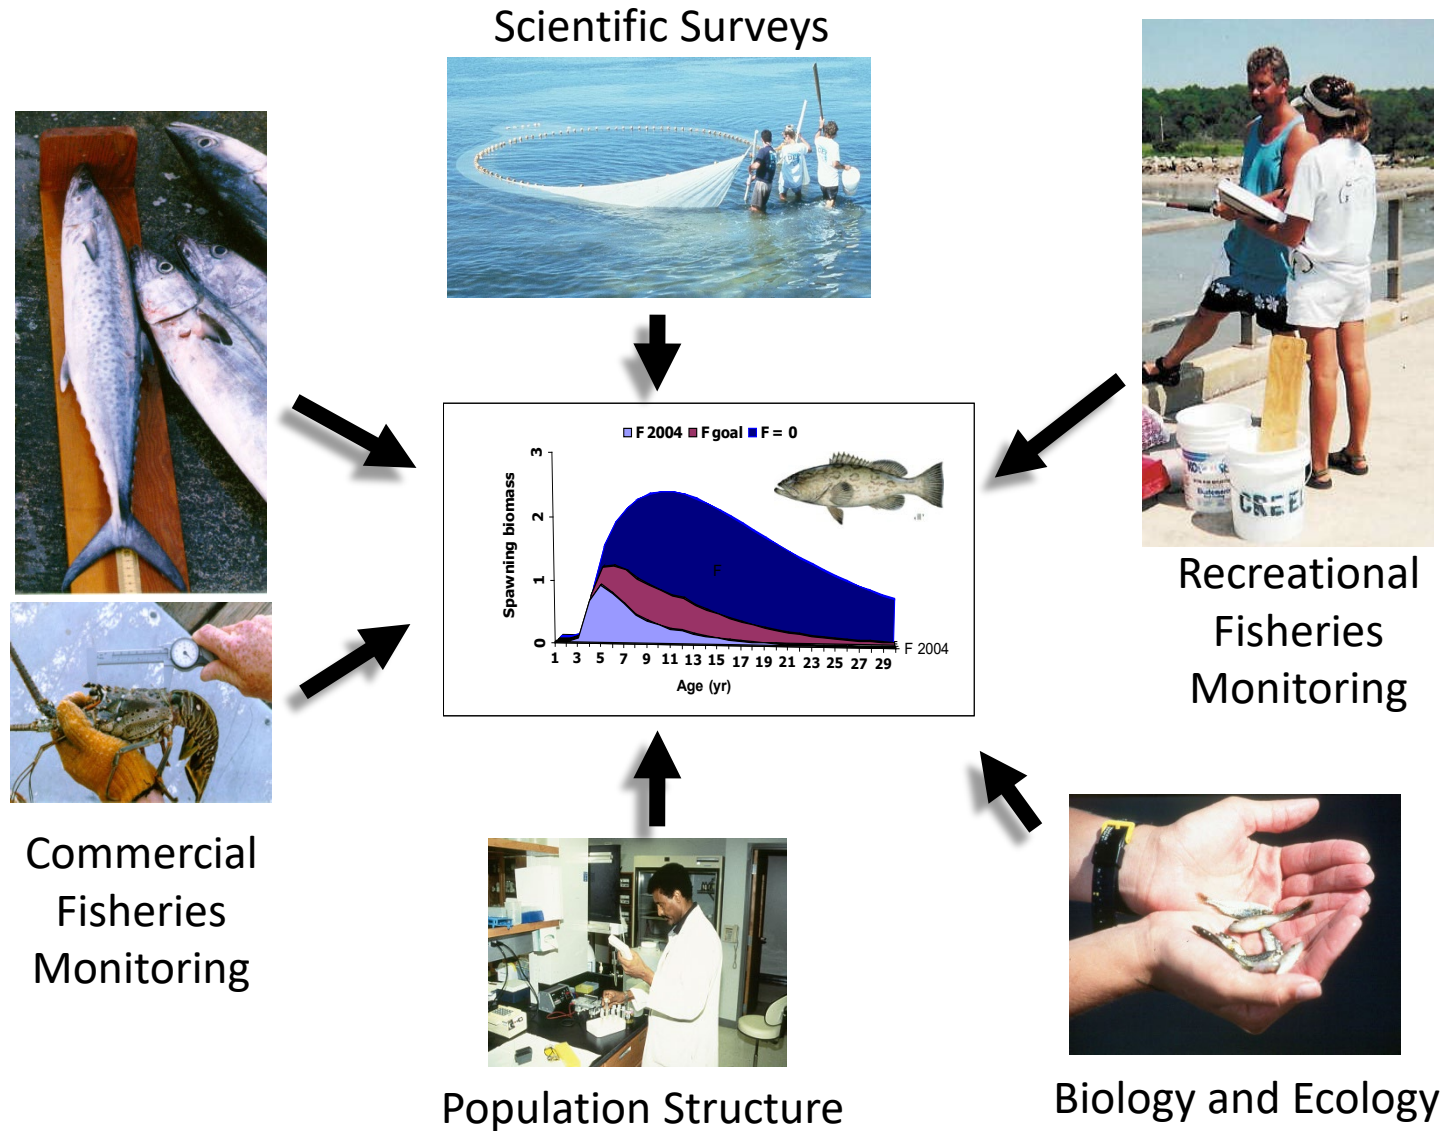 Scientific Surveys
F 2004 F goal F = 0
Spawning biomass
3
2
1
0
F
F 2004
1 3 5 7 9 11 13 15 17 19 21 23 25 27 29
Age (yr)
CREEL
Recreational
Fisheries
Monitoring
Commercial
Fisheries
Monitoring
Population Structure
Biology and Ecology